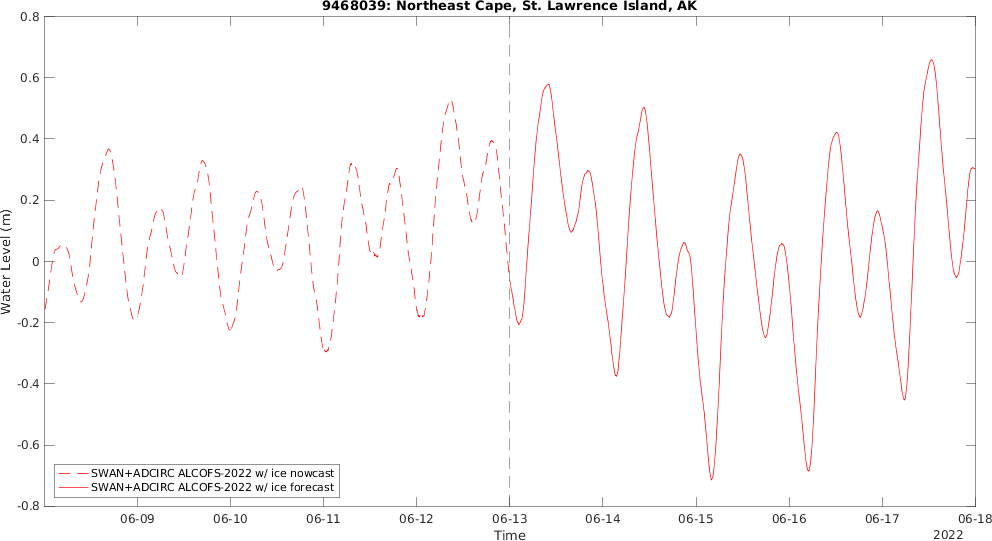 9468039: Northeast Cape, St. Lawrence Island, AK
0.8
0.6
0.4
0.2
0
-0.2
-0.4
-0.6
-0.8
Water Level (m)
SWAN+ADCIRC ALCOFS-2022 w/ ice nowcast
SWAN+ADCIRC ALCOFS-2022 w/ ice forecast
06-09 06-10 06-11 06-12 06-13 06-14 06-15 06-16 06-17 06-18
Time
2022